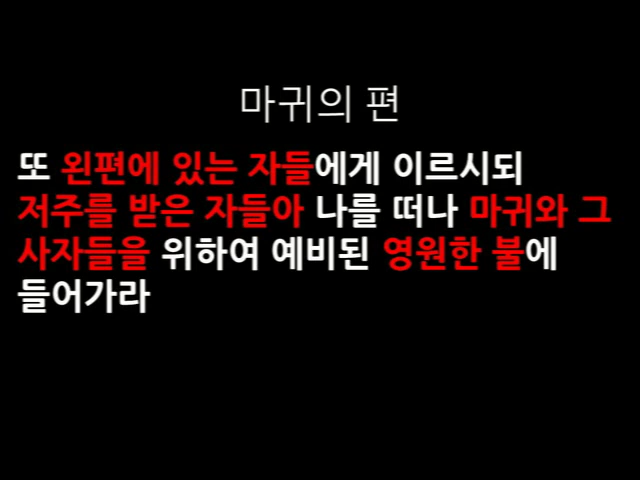 마귀의 편
또 왼편에 있는 자들에게 이르시되
저주를 받은 자들아 나를 떠나 마귀와 그
사자들을 위하여 예비된 영원한 불에
들어가라